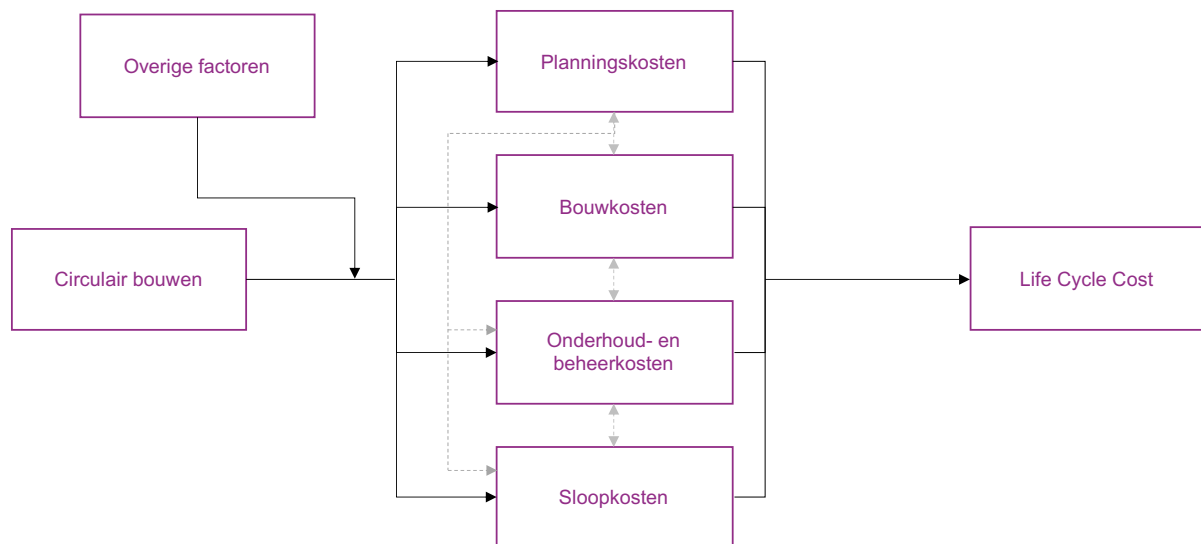 Overige factoren
Planningskosten
Bouwkosten
Circulair bouwen
Life Cycle Cost
Onderhoud- en
beheerkosten
Sloopkosten